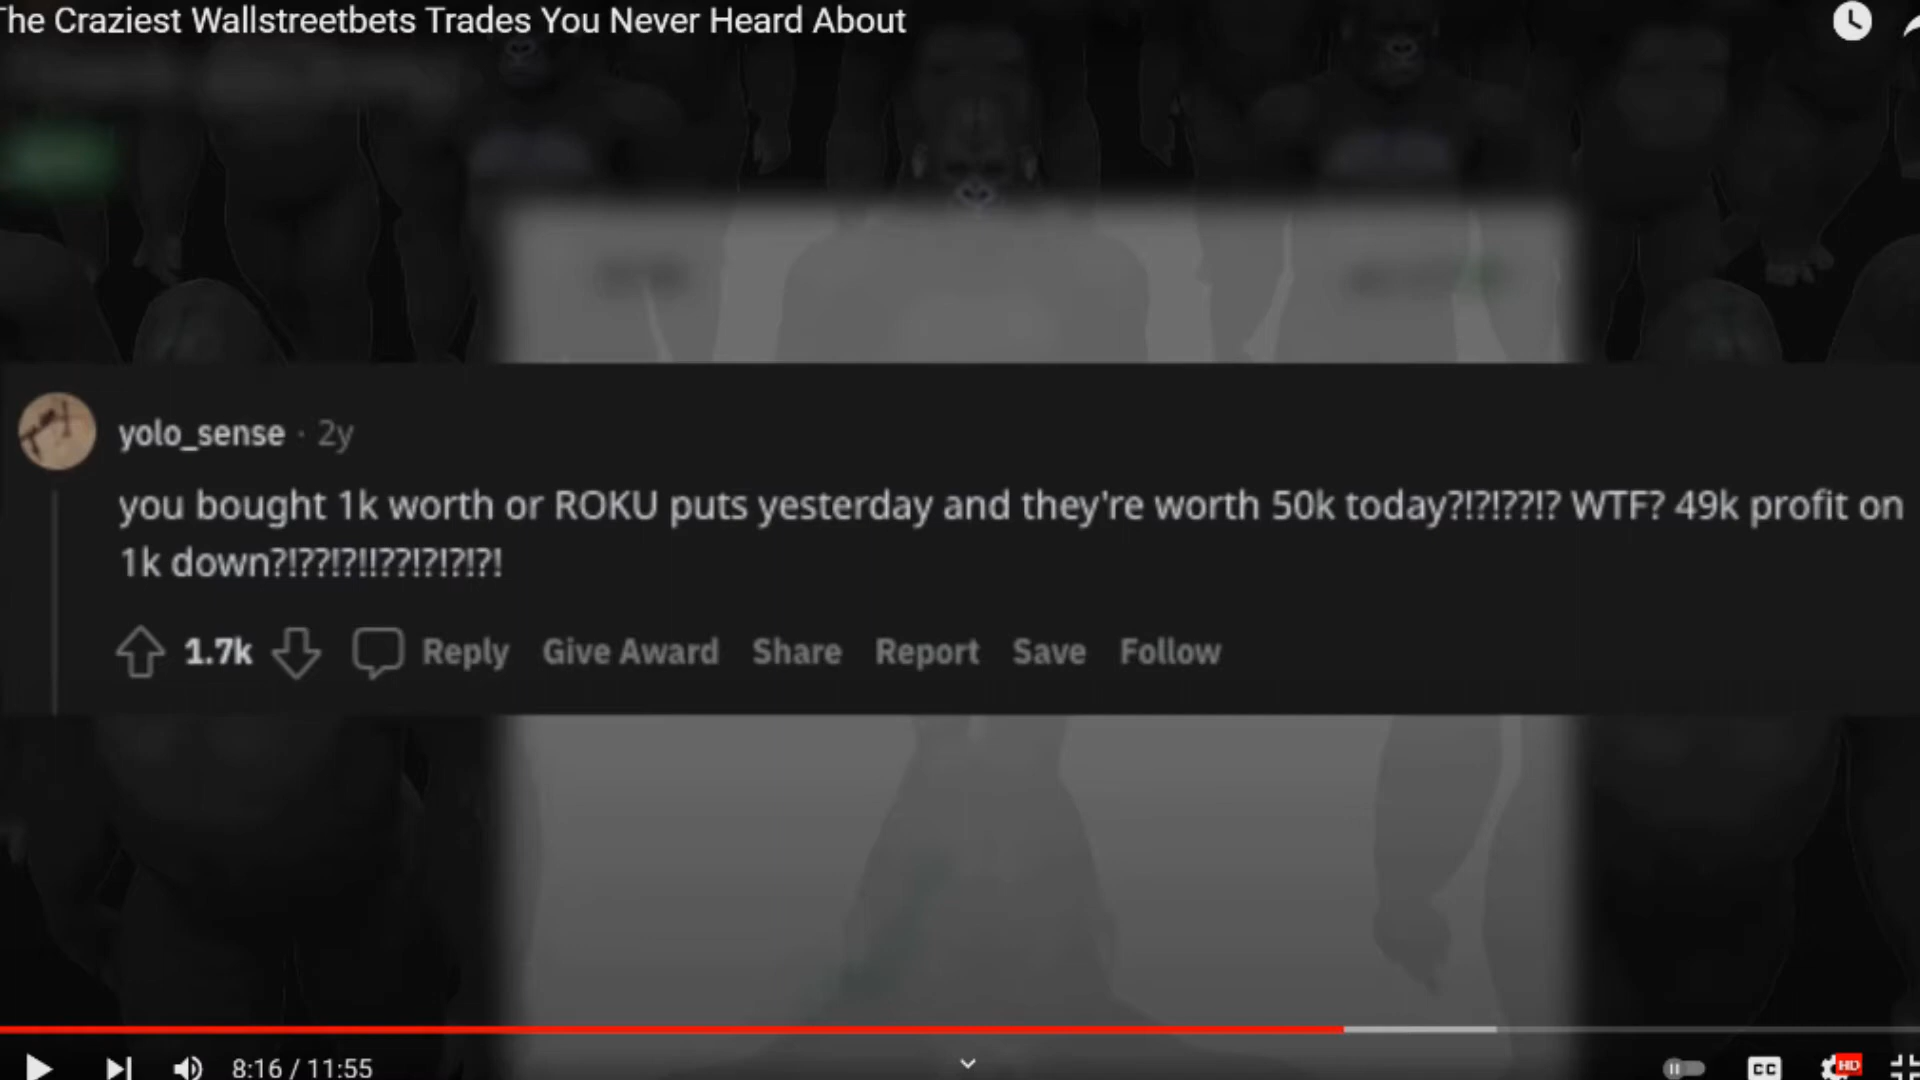 The Craziest Wallstreetbets Trades You Never Heard About
yolo_sense · 2y
you bought 1k worth or ROKU puts yesterday and they're worth 50k today?!?!??!? WTF? 49k profit on
1k down?!??!?!!??!?!?!?!
1.7k Reply Give Award Share Report Save Follow
8:16 / 11:55
CC HD